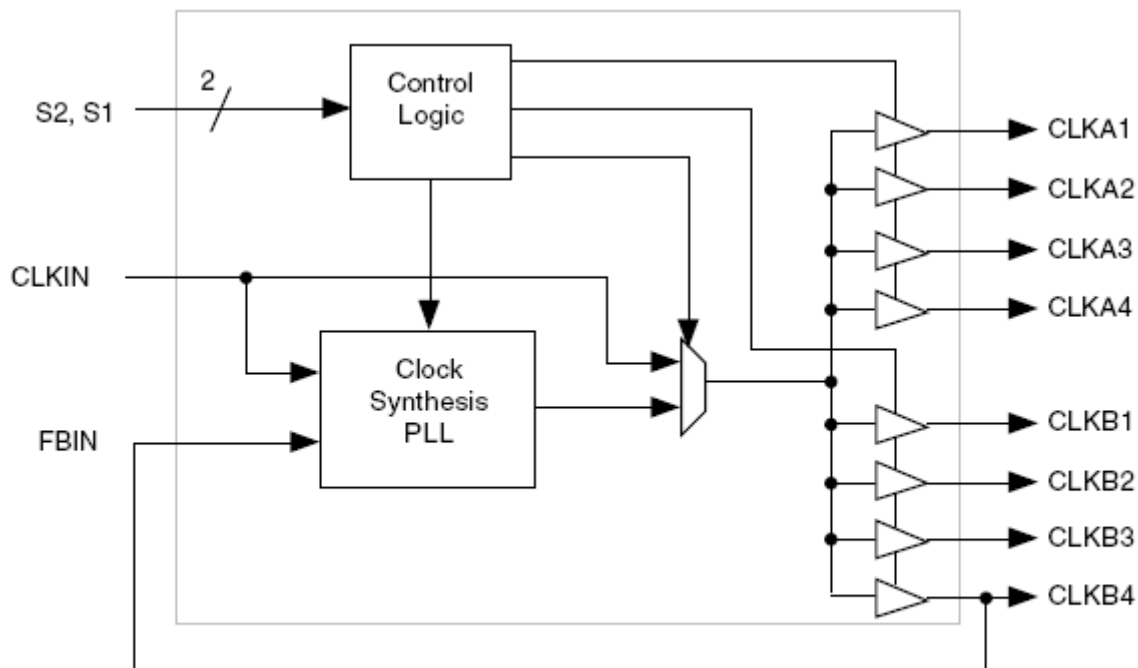 2
S2, S1
Control
Logic
CLKA1
CLKA2
CLKA3
CLKA4
CLKIN
Clock
Synthesis
PLL
FBIN
CLKB1
CLKB2
CLKB3
CLKB4